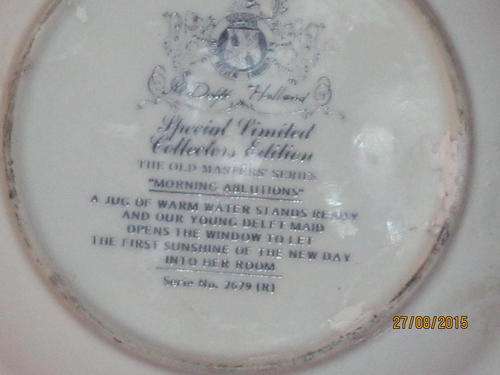 Delft Holland
Special Limited
Collectors Edition
THE OLD MASTERS' SERIES
"MORNING ABLUTIONS"
A JUG OF WARM WATER STANDS READY
AND OUR YOUNG DELFT MAID
OPENS THE WINDOW TO LET
THE FIRST SUNSHINE OF THE NEW DAY
INTO HER ROOM
Serie No. 2679 (R)
27/08/2015